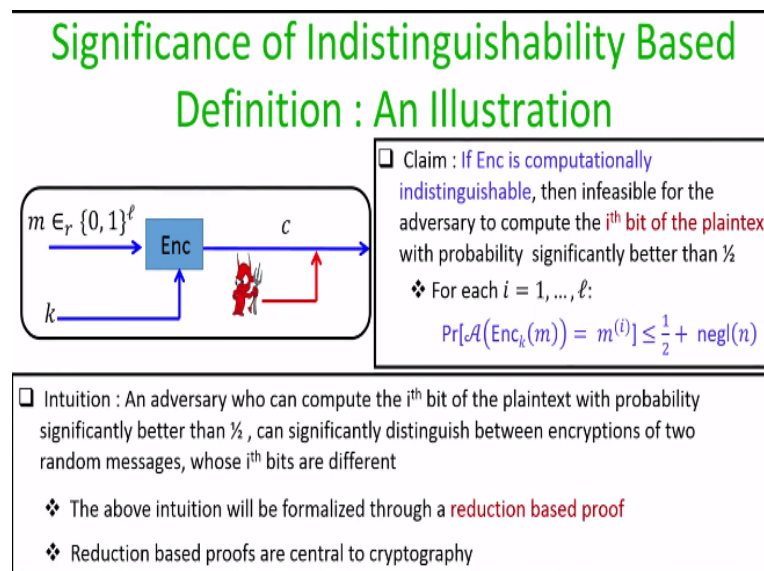 Significance of Indistinguishability Based
Definition : An Illustration
m ∈ᵣ {0, 1}^ℓ
Enc
c
k
❑ Claim : If Enc is computationally
indistinguishable, then infeasible for the
adversary to compute the iᵗʰ bit of the plaintex
with probability significantly better than ½
❖ For each i = 1, ..., ℓ:
Pr[𝒜(Encₖ(m)) = m⁽ⁱ⁾] ≤ 1/2 + negl(n)
❑ Intuition : An adversary who can compute the iᵗʰ bit of the plaintext with probability
significantly better than ½ , can significantly distinguish between encryptions of two
random messages, whose iᵗʰ bits are different
❖ The above intuition will be formalized through a reduction based proof
❖ Reduction based proofs are central to cryptography